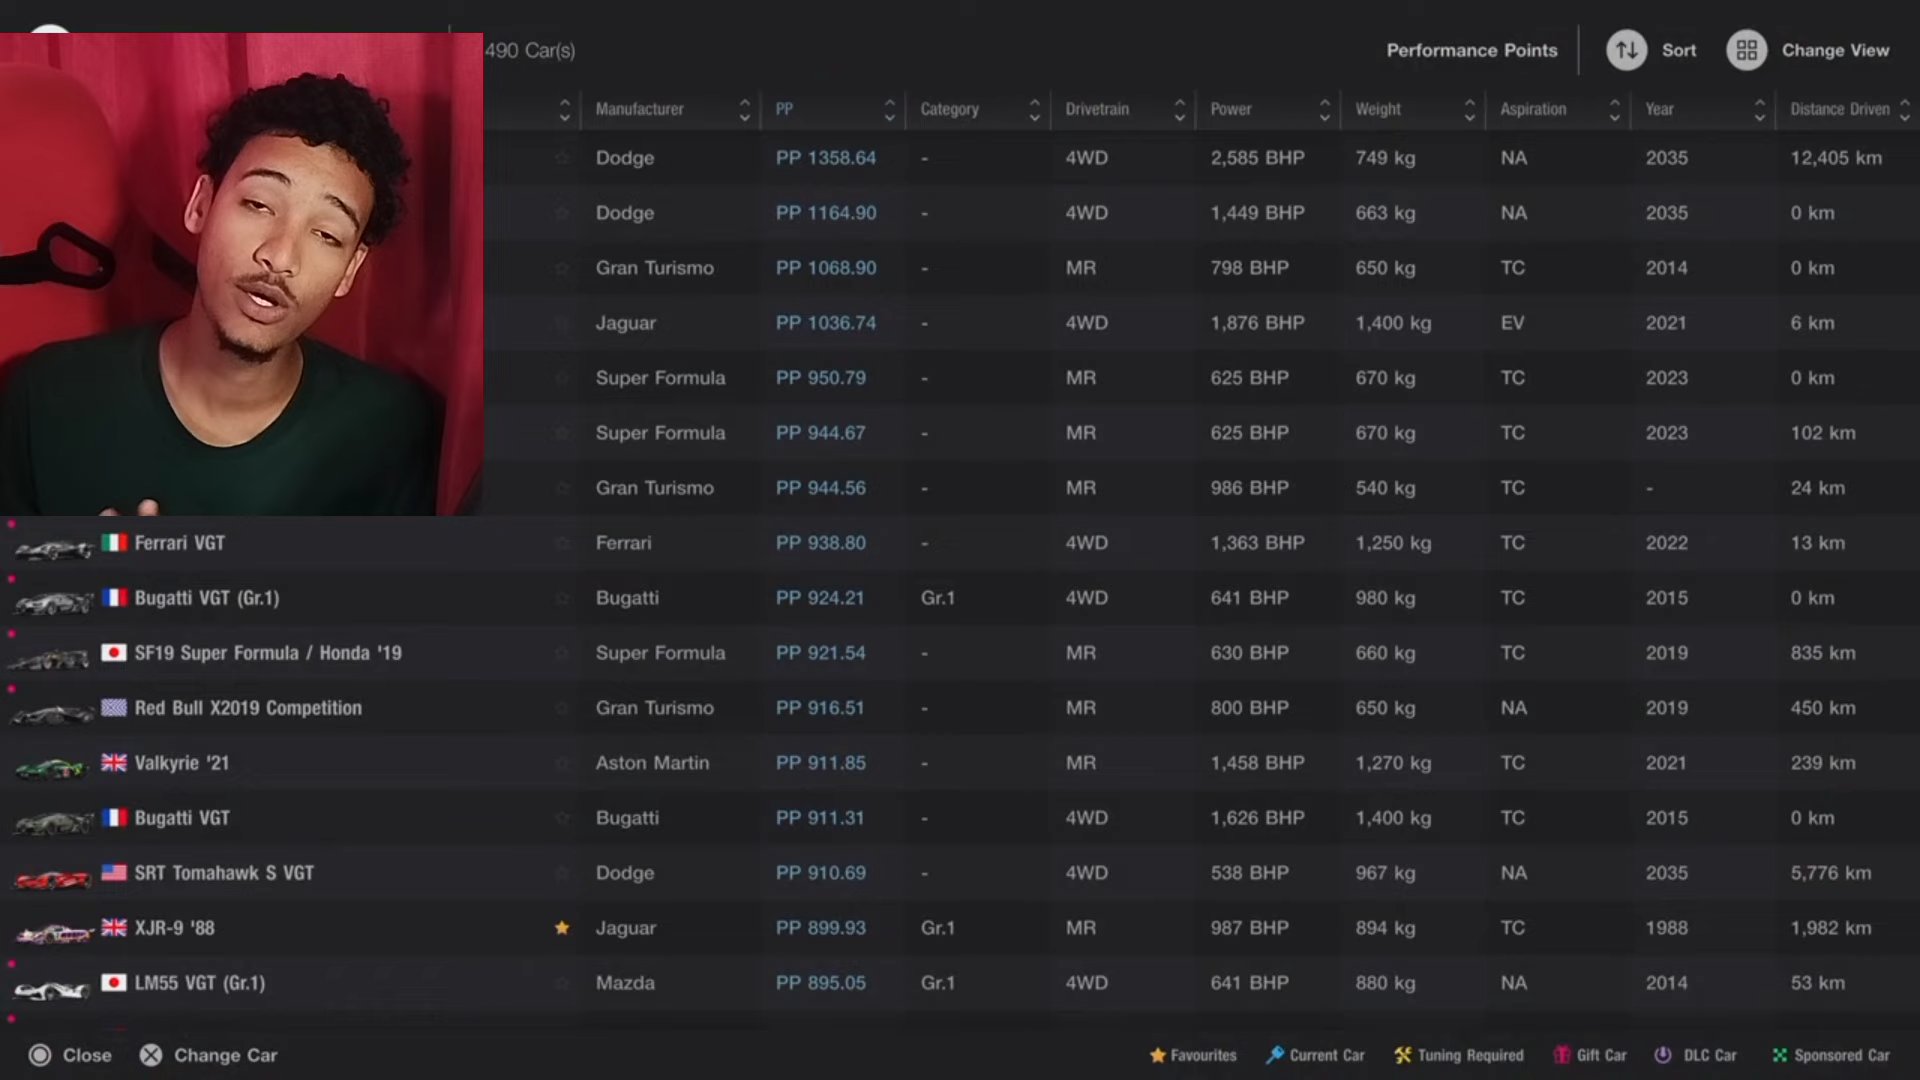 490 Car(s) Performance Points Sort Change View
Manufacturer PP Category Drivetrain Power Weight Aspiration Year Distance Driven
Dodge PP 1358.64 - 4WD 2,585 BHP 749 kg NA 2035 12,405 km
Dodge PP 1164.90 - 4WD 1,449 BHP 663 kg NA 2035 0 km
Gran Turismo PP 1068.90 - MR 798 BHP 650 kg TC 2014 0 km
Jaguar PP 1036.74 - 4WD 1,876 BHP 1,400 kg EV 2021 6 km
Super Formula PP 950.79 - MR 625 BHP 670 kg TC 2023 0 km
Super Formula PP 944.67 - MR 625 BHP 670 kg TC 2023 102 km
Gran Turismo PP 944.56 - MR 986 BHP 540 kg TC - 24 km
Ferrari VGT Ferrari PP 938.80 - 4WD 1,363 BHP 1,250 kg TC 2022 13 km
Bugatti VGT (Gr.1) Bugatti PP 924.21 Gr.1 4WD 641 BHP 980 kg TC 2015 0 km
SF19 Super Formula / Honda '19 Super Formula PP 921.54 - MR 630 BHP 660 kg TC 2019 835 km
Red Bull X2019 Competition Gran Turismo PP 916.51 - MR 800 BHP 650 kg NA 2019 450 km
Valkyrie '21 Aston Martin PP 911.85 - MR 1,458 BHP 1,270 kg TC 2021 239 km
Bugatti VGT Bugatti PP 911.31 - 4WD 1,626 BHP 1,400 kg TC 2015 0 km
SRT Tomahawk S VGT Dodge PP 910.69 - 4WD 538 BHP 967 kg NA 2035 5,776 km
XJR-9 '88 Jaguar PP 899.93 Gr.1 MR 987 BHP 894 kg TC 1988 1,982 km
LM55 VGT (Gr.1) Mazda PP 895.05 Gr.1 4WD 641 BHP 880 kg NA 2014 53 km
Close Change Car Favourites Current Car Tuning Required Gift Car DLC Car Sponsored Car